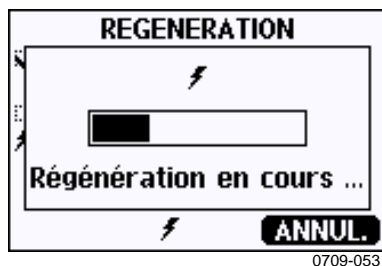 REGENERATION
Régénération en cours ...
ANNUL.
0709-053